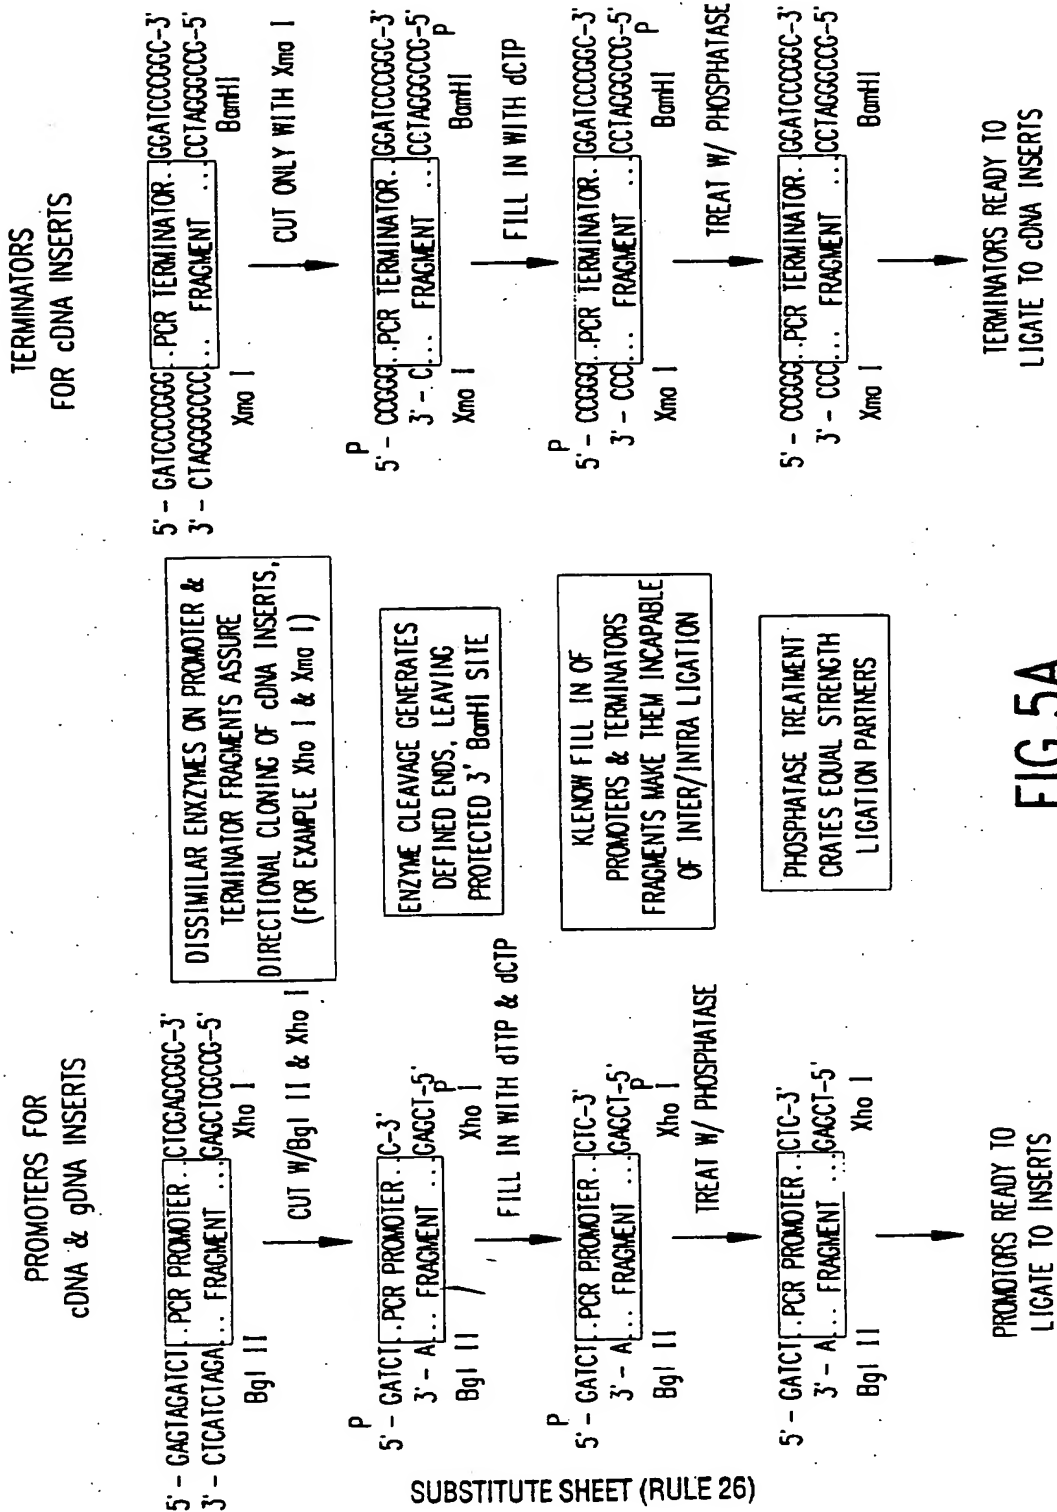 PROMOTERS FOR
cDNA & gDNA INSERTS
5' - GAGTAGATCT..PCR PROMOTER..CTCGAGCGGC-3'
3' - CTCATCTAGA... FRAGMENT ...GAGCTCGCCG-5'
Bgl II
Xho I
CUT W/Bgl II & Xho I
P
5' - GATCT..PCR PROMOTER..C-3'
3' - A... FRAGMENT ...GAGCT-5'
P
Bgl II
Xho I
FILL IN WITH dTTP & dCTP
P
5' - GATCT..PCR PROMOTER..CTC-3'
3' - A... FRAGMENT ...GAGCT-5'
P
Bgl II
Xho I
TREAT W/ PHOSPHATASE
5' - GATCT..PCR PROMOTER..CTC-3'
3' - A... FRAGMENT ...GAGCT-5'
Bgl II
Xho I
PROMOTORS READY TO
LIGATE TO INSERTS
DISSIMILAR ENXZYMES ON PROMOTER &
TERMINATOR FRAGMENTS ASSURE
DIRECTIONAL CLONING OF cDNA INSERTS,
(FOR EXAMPLE Xho I & Xma I)
ENZYME CLEAVAGE GENERATES
DEFINED ENDS, LEAVING
PROTECTED 3' BamHI SITE
KLENOW FILL IN OF
PROMOTERS & TERMINATORS
FRAGMENTS MAKE THEM INCAPABLE
OF INTER/INTRA LIGATION
PHOSPHATASE TREATMENT
CRATES EQUAL STRENGTH
LIGATION PARTNERS
TERMINATORS
FOR cDNA INSERTS
5' - GATCCCCGGG..PCR TERMINATOR..GGATCCCGGC-3'
3' - CTAGGGGCCC... FRAGMENT ...CCTAGGGCCG-5'
Xma I
BamHI
CUT ONLY WITH Xma I
P
5' - CCGGG..PCR TERMINATOR..GGATCCCGGC-3'
3' - C... FRAGMENT ...CCTAGGGCCG-5'
P
Xma I
BamHI
FILL IN WITH dCTP
P
5' - CCGGG..PCR TERMINATOR..GGATCCCGGC-3'
3' - CCC... FRAGMENT ...CCTAGGGCCG-5'
P
Xma I
BamHI
TREAT W/ PHOSPHATASE
5' - CCGGG..PCR TERMINATOR..GGATCCCGGC-3'
3' - CCC... FRAGMENT ...CCTAGGGCCG-5'
Xma I
BamHI
TERMINATORS READY TO
LIGATE TO cDNA INSERTS
FIG.5A
SUBSTITUTE SHEET (RULE 26)